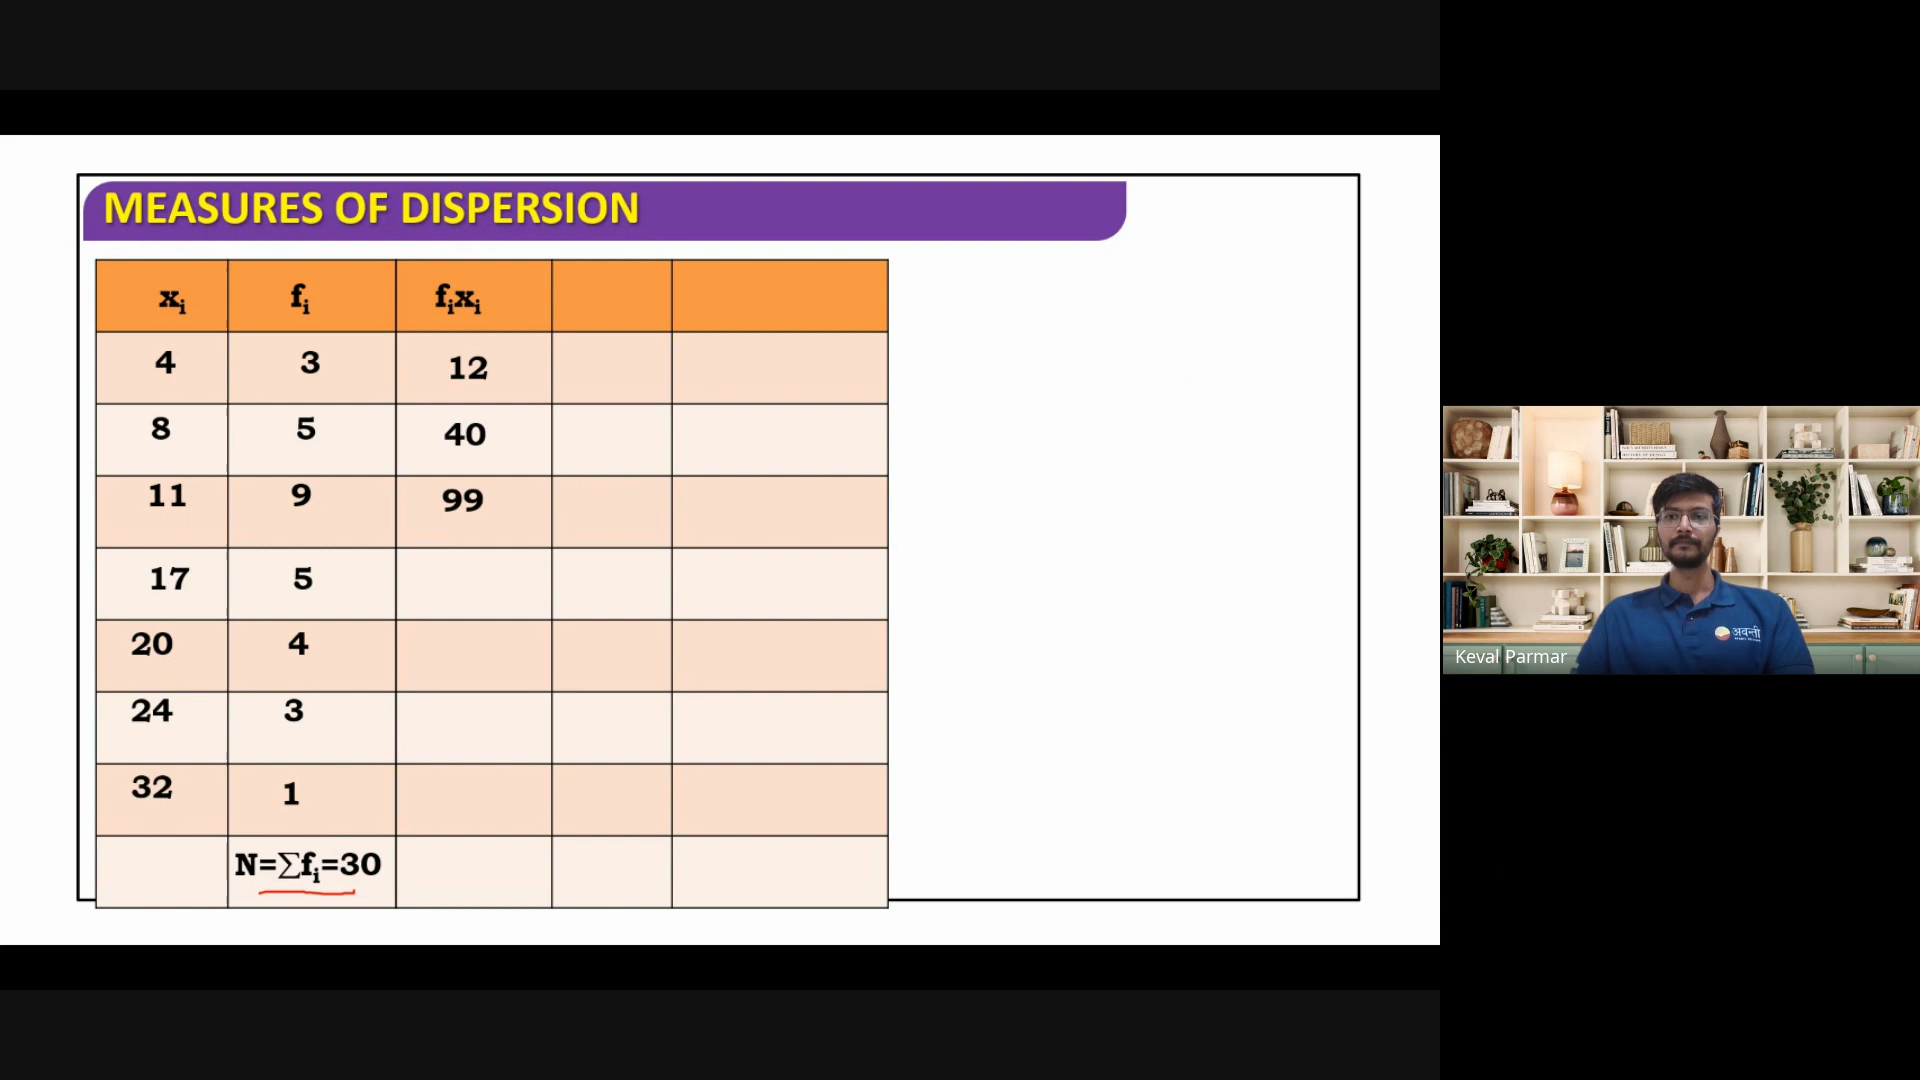 MEASURES OF DISPERSION
xᵢ fᵢ fᵢxᵢ
4 3 12
8 5 40
11 9 99
17 5
20 4
24 3
32 1
N=∑fᵢ=30
अवन्ती
Keval Parmar